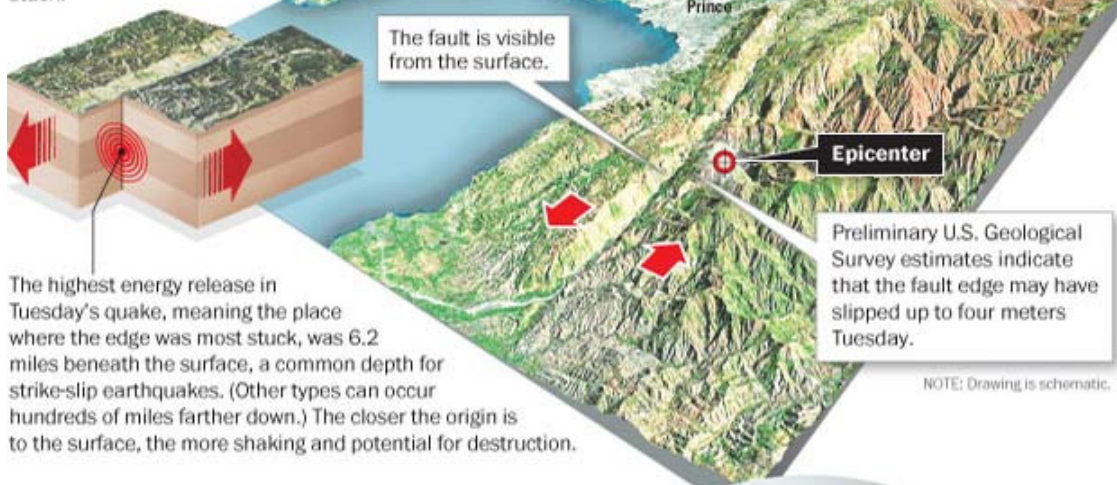 Prince
The fault is visible
from the surface.
Epicenter
Preliminary U.S. Geological
Survey estimates indicate
that the fault edge may have
slipped up to four meters
Tuesday.
NOTE: Drawing is schematic.
The highest energy release in
Tuesday's quake, meaning the place
where the edge was most stuck, was 6.2
miles beneath the surface, a common depth for
strike-slip earthquakes. (Other types can occur
hundreds of miles farther down.) The closer the origin is
to the surface, the more shaking and potential for destruction.